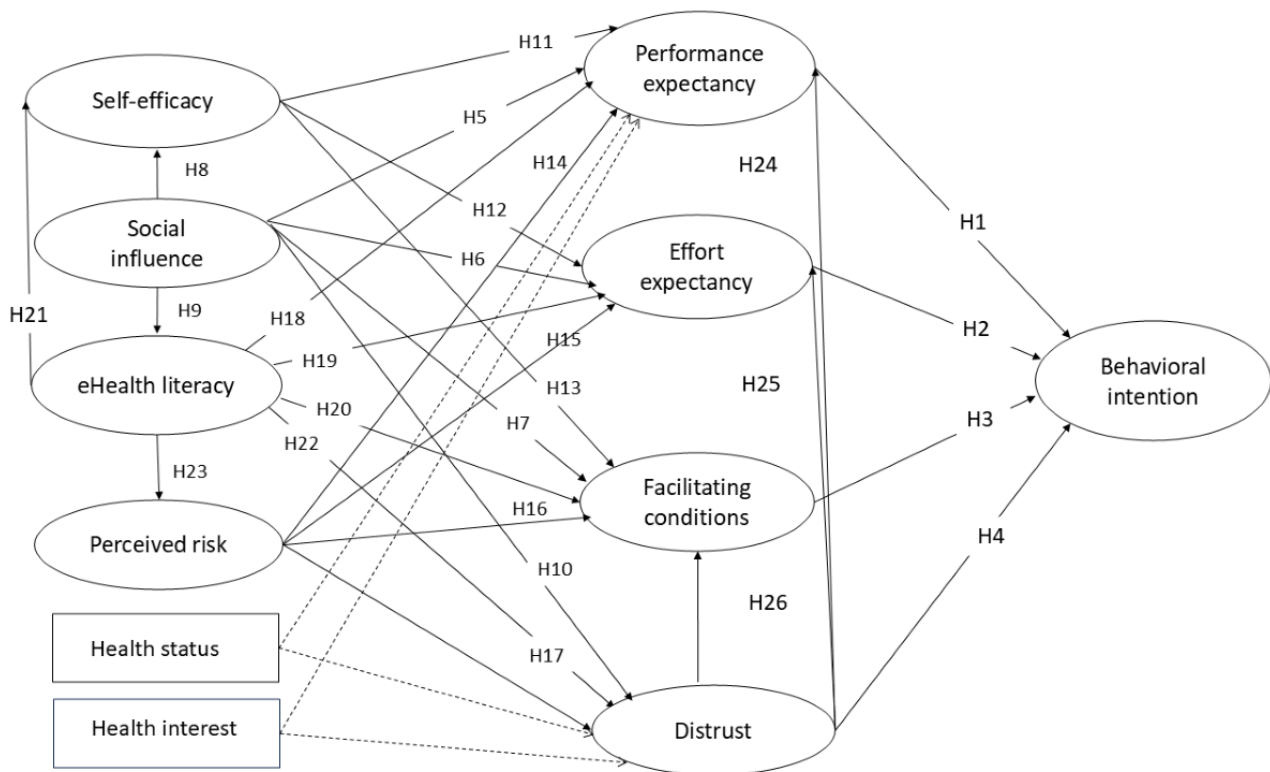 H11
Performance
expectancy
Self-efficacy
H5
H14
H24
H8
H12
H1
Social
influence
H6
Effort
expectancy
H21
H9
H18
H2
H15
H19
Behavioral
intention
eHealth literacy
H13
H25
H20
H7
H3
H22
H23
Facilitating
conditions
H16
Perceived risk
H10
H4
H26
Health status
H17
Health interest
Distrust